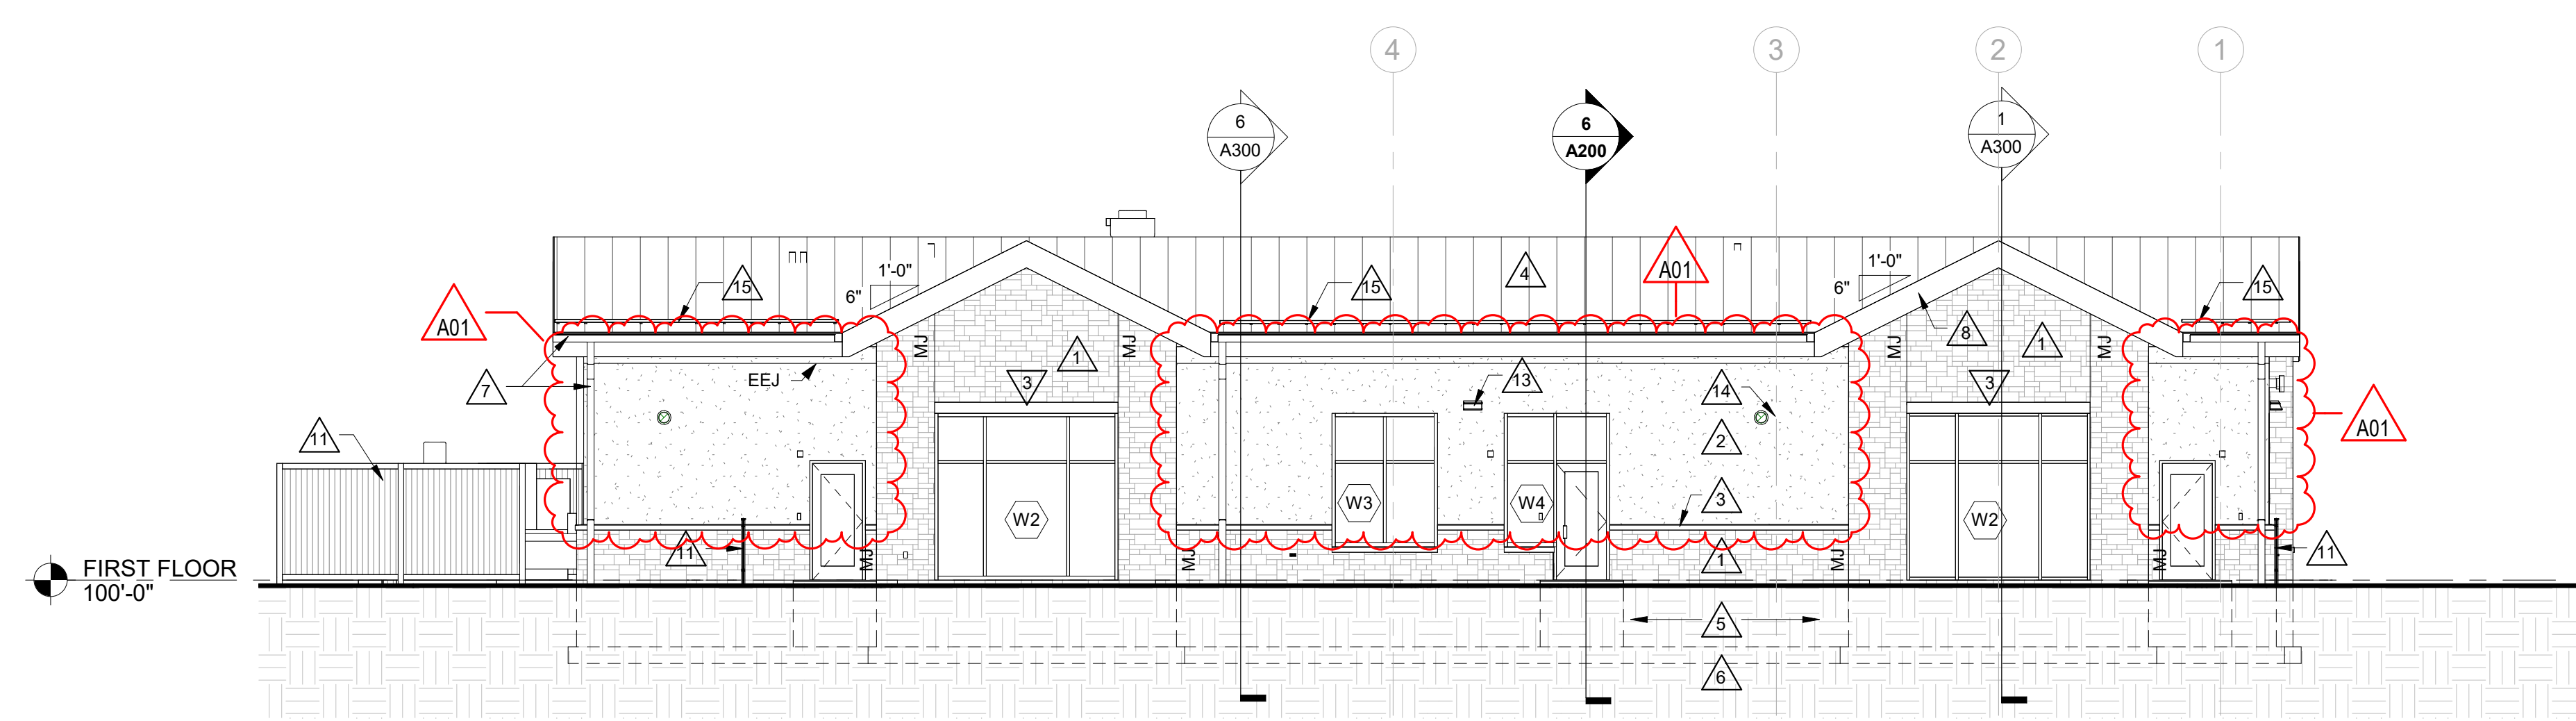 4
3
2
1
6
A300
6
A200
1
A300
A01
15
6"
1'-0"
15
4
A01
6"
1'-0"
15
8
MJ
1
MJ
MJ
1
MJ
7
EEJ
3
13
14
3
A01
11
2
W3
W4
3
W2
W2
11
MJ
MJ
1
MJ
MJ
11
FIRST FLOOR
100'-0"
5
6